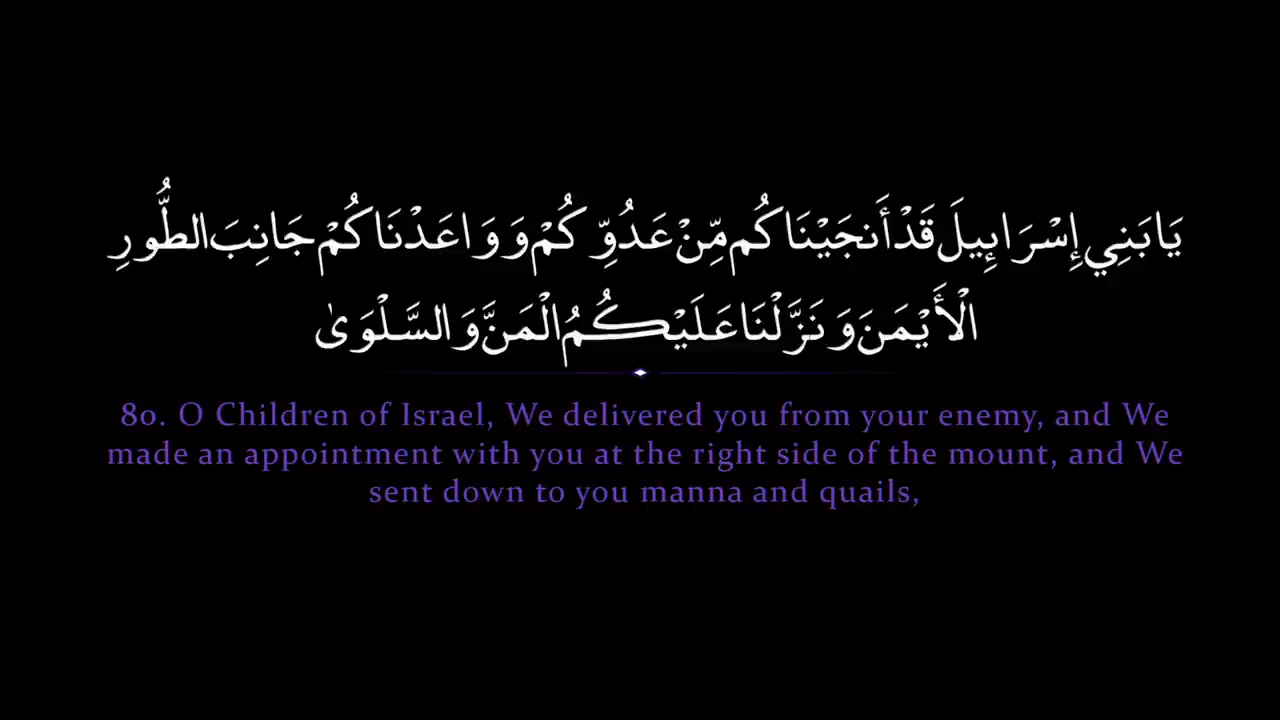 يَا بَنِي إِسْرَائِيلَ قَدْ أَنجَيْنَاكُم مِّنْ عَدُوِّكُمْ وَوَاعَدْنَاكُمْ جَانِبَ الطُّورِ
الْأَيْمَنَ وَنَزَّلْنَا عَلَيْكُمُ الْمَنَّ وَالسَّلْوَىٰ
80. O Children of Israel, We delivered you from your enemy, and We
made an appointment with you at the right side of the mount, and We
sent down to you manna and quails,